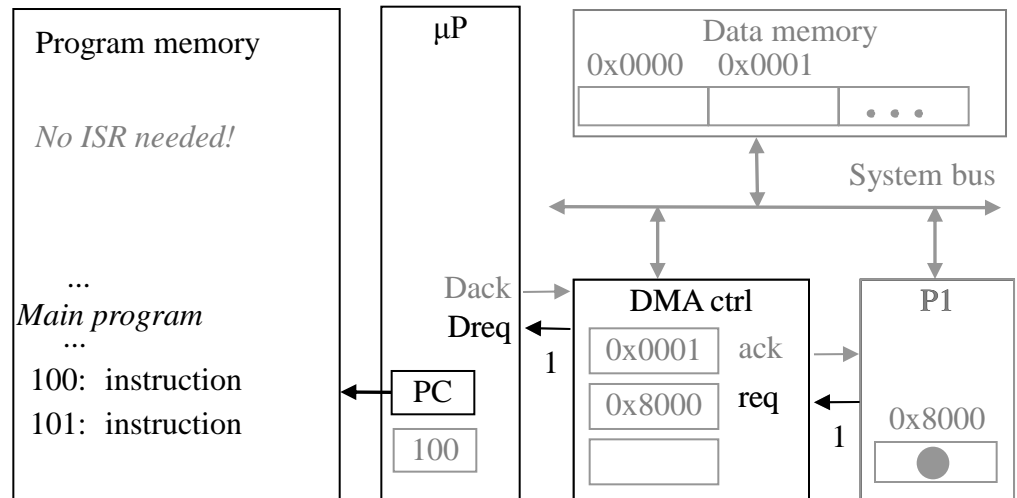 Program memory
No ISR needed!
...
Main program
...
100: instruction
101: instruction
μP
Dack
Dreq
PC
100
Data memory
0x0000 0x0001
...
System bus
DMA ctrl
0x0001
ack
0x8000
req
1
1
P1
0x8000